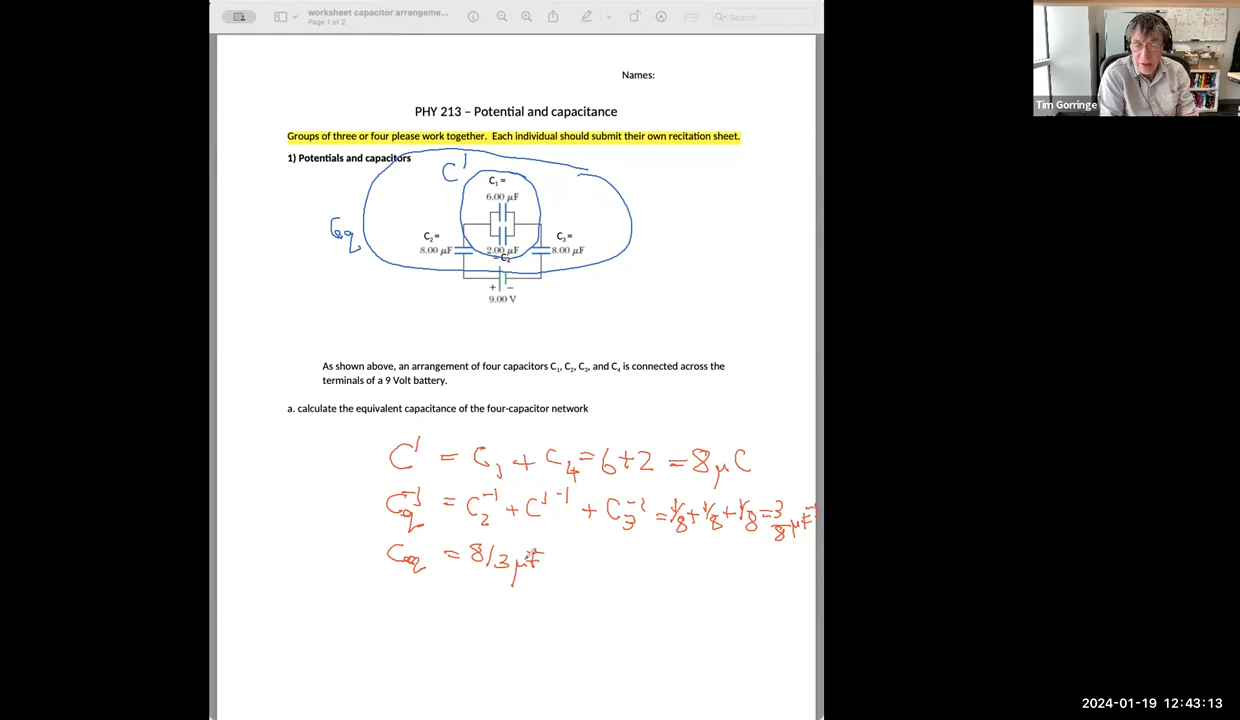 worksheet capacitor arrangeme...
Page 1 of 2
Search
Tim Gorringe
Names:
PHY 213 – Potential and capacitance
Groups of three or four please work together. Each individual should submit their own recitation sheet.
1) Potentials and capacitors
C'
C₁ =
6.00 μF
Ceq
C₂ =
8.00 μF
2.00 μF
= C₄
C₃ =
8.00 μF
+ –
9.00 V
As shown above, an arrangement of four capacitors C₁, C₂, C₃, and C₄ is connected across the
terminals of a 9 Volt battery.
a. calculate the equivalent capacitance of the four-capacitor network
C' = C₁ + C₄ = 6+2 = 8 μC
Ceq⁻¹ = C₂⁻¹ + C'⁻¹ + C₃⁻¹ = 1/8 + 1/8 + 1/8 = 3/8 μF⁻¹
Ceq = 8/3 μF
2024-01-19 12:43:13